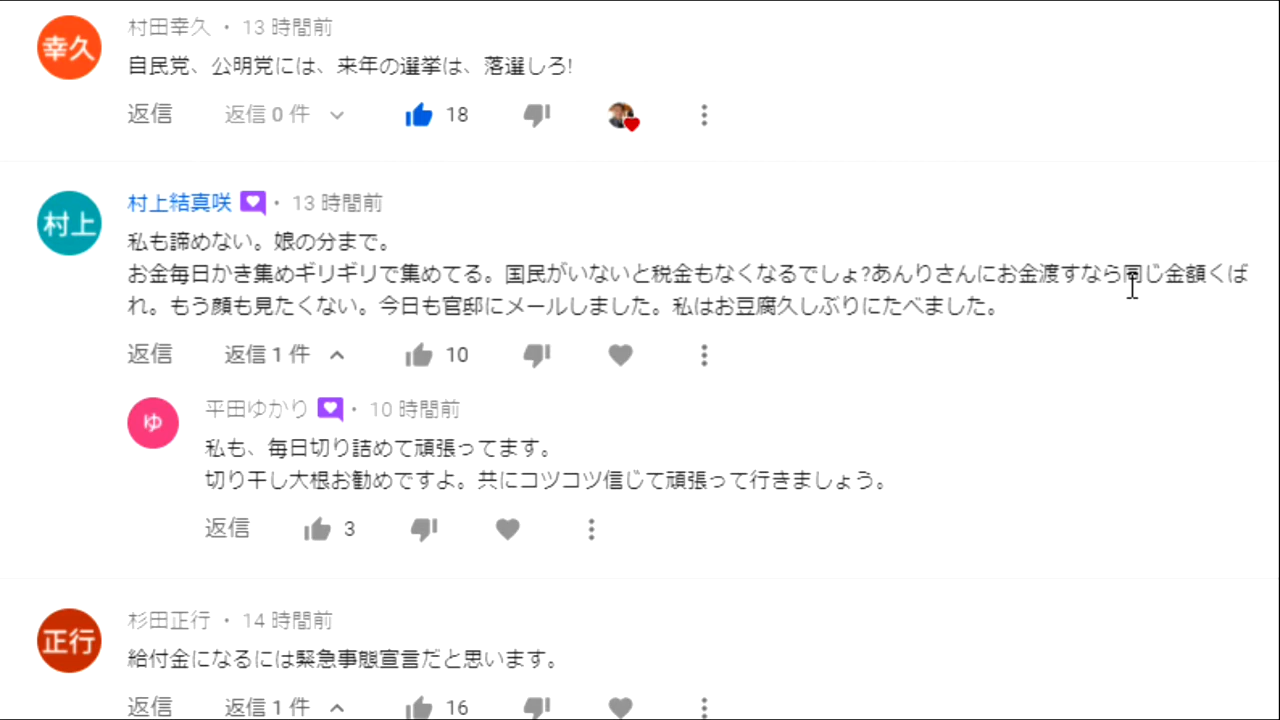 幸久
村田幸久 ・ 13 時間前
自民党、公明党には、来年の選挙は、落選しろ!
返信 返信 0 件 18
村上
村上結真咲 ・ 13 時間前
私も諦めない。娘の分まで。
お金毎日かき集めギリギリで集めてる。国民がいないと税金もなくなるでしょ?あんりさんにお金渡すなら同じ金額くば
れ。もう顔も見たくない。今日も官邸にメールしました。私はお豆腐久しぶりにたべました。
返信 返信 1 件 10
ゆ
平田ゆかり ・ 10 時間前
私も、毎日切り詰めて頑張ってます。
切り干し大根お勧めですよ。共にコツコツ信じて頑張って行きましょう。
返信 3
正行
杉田正行 ・ 14 時間前
給付金になるには緊急事態宣言だと思います。
返信 返信 1 件 16